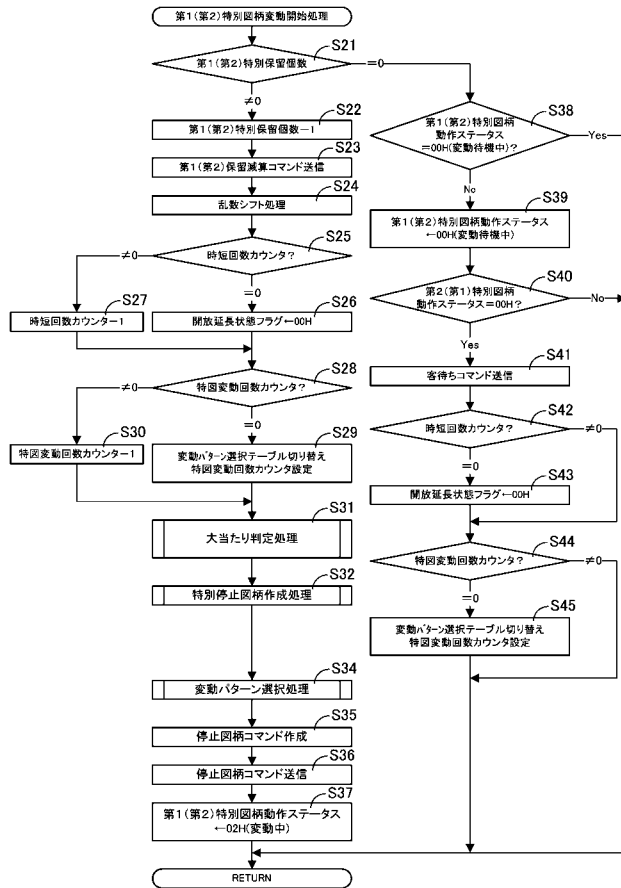 第1(第2)特別図柄変動開始処理
S21
第1(第2)特別保留個数
=0
≠0
S22
第1(第2)特別保留個数－1
S23
第1(第2)保留減算コマンド送信
S24
乱数シフト処理
S25
時短回数カウンタ?
≠0
=0
S27
時短回数カウンター1
S26
開放延長状態フラグ←00H
S28
特図変動回数カウンタ?
≠0
=0
S30
特図変動回数カウンター1
S29
変動パターン選択テーブル切り替え
特図変動回数カウンタ設定
S31
大当たり判定処理
S32
特別停止図柄作成処理
S34
変動パターン選択処理
S35
停止図柄コマンド作成
S36
停止図柄コマンド送信
S37
第1(第2)特別図柄動作ステータス
←02H(変動中)
RETURN
S38
第1(第2)特別図柄
動作ステータス
=00H(変動待機中)?
Yes
No
S39
第1(第2)特別図柄動作ステータス
←00H(変動待機中)
S40
第2(第1)特別図柄
動作ステータス=00H?
No
Yes
S41
客待ちコマンド送信
S42
時短回数カウンタ?
≠0
=0
S43
開放延長状態フラグ←00H
S44
特図変動回数カウンタ?
≠0
=0
S45
変動パターン選択テーブル切り替え
特図変動回数カウンタ設定